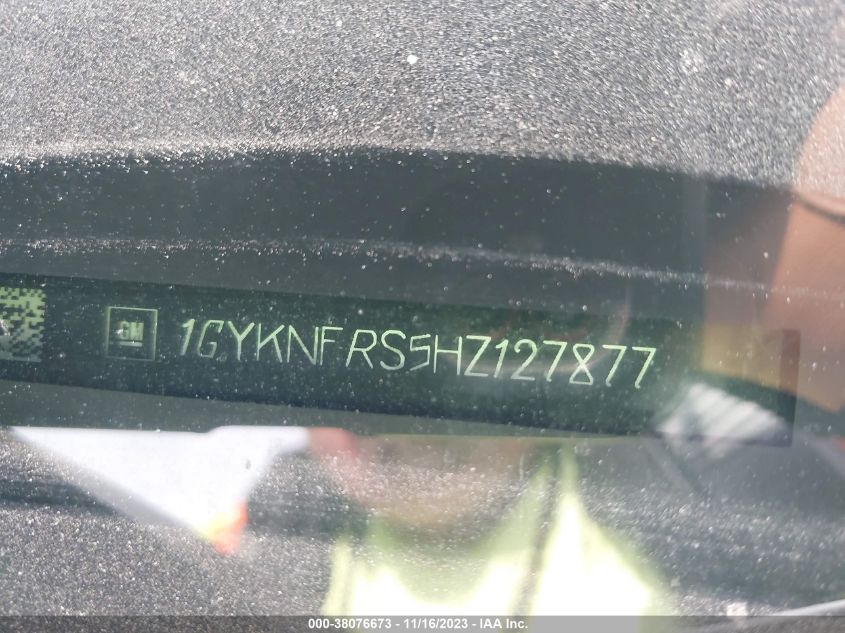 GM 1GYKNFRS5HZ127877
000-38076673 - 11/16/2023 - IAA Inc.